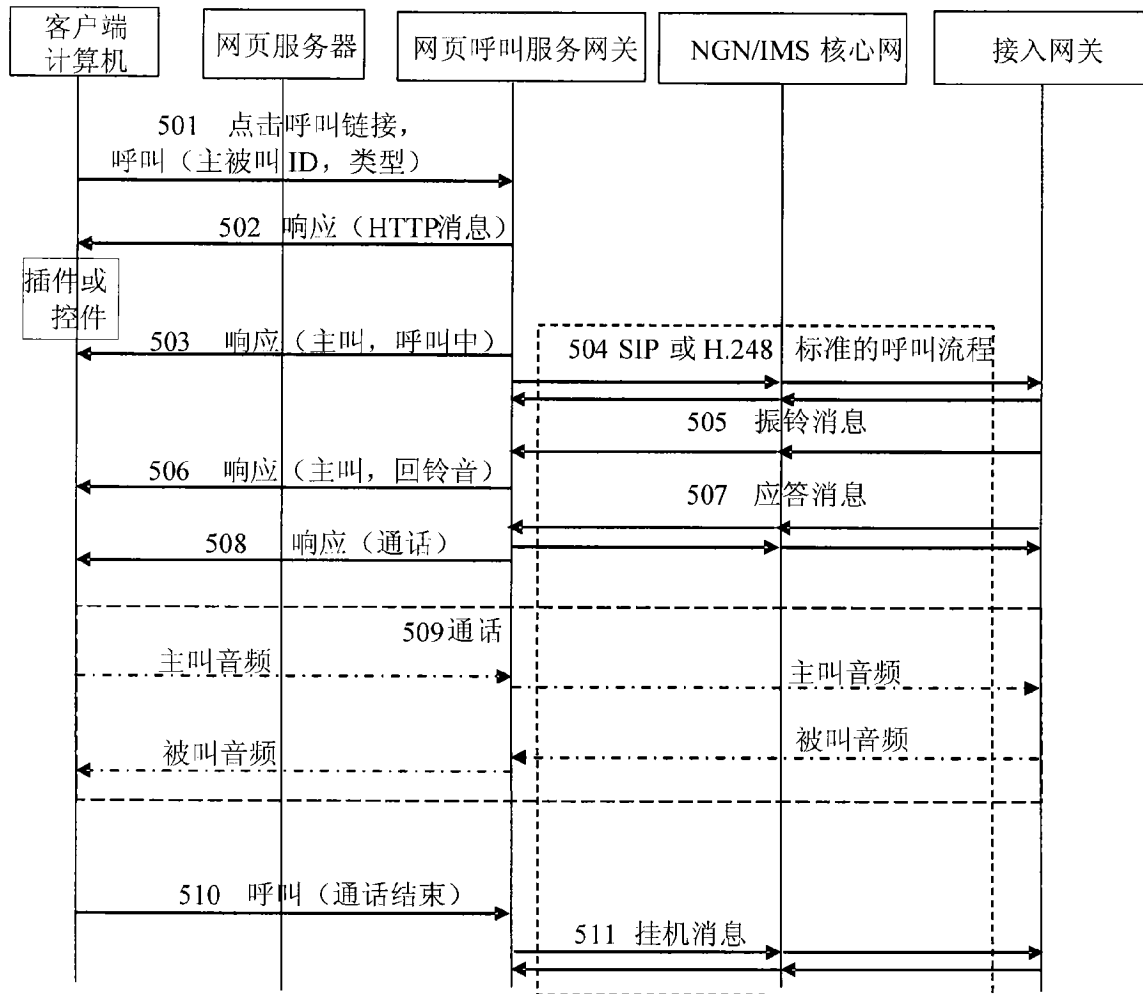 客户端
计算机
网页服务器
网页呼叫服务网关
NGN/IMS 核心网
接入网关
501 点击呼叫链接，
呼叫（主被叫ID，类型）
502 响应（HTTP消息）
插件或
控件
503 响应（主叫，呼叫中）
504 SIP 或 H.248 标准的呼叫流程
505 振铃消息
506 响应（主叫，回铃音）
507 应答消息
508 响应（通话）
509通话
主叫音频
主叫音频
被叫音频
被叫音频
510 呼叫（通话结束）
511 挂机消息